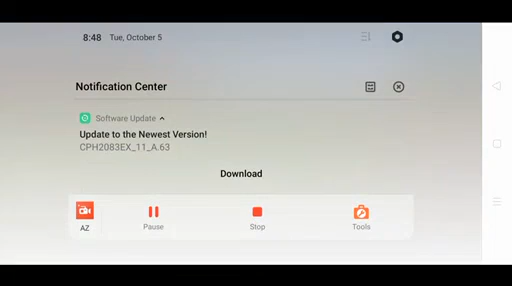 8:48 Tue, October 5
Notification Center
Software Update
Update to the Newest Version!
CPH2083EX_11_A.63
Download
AZ Pause Stop Tools